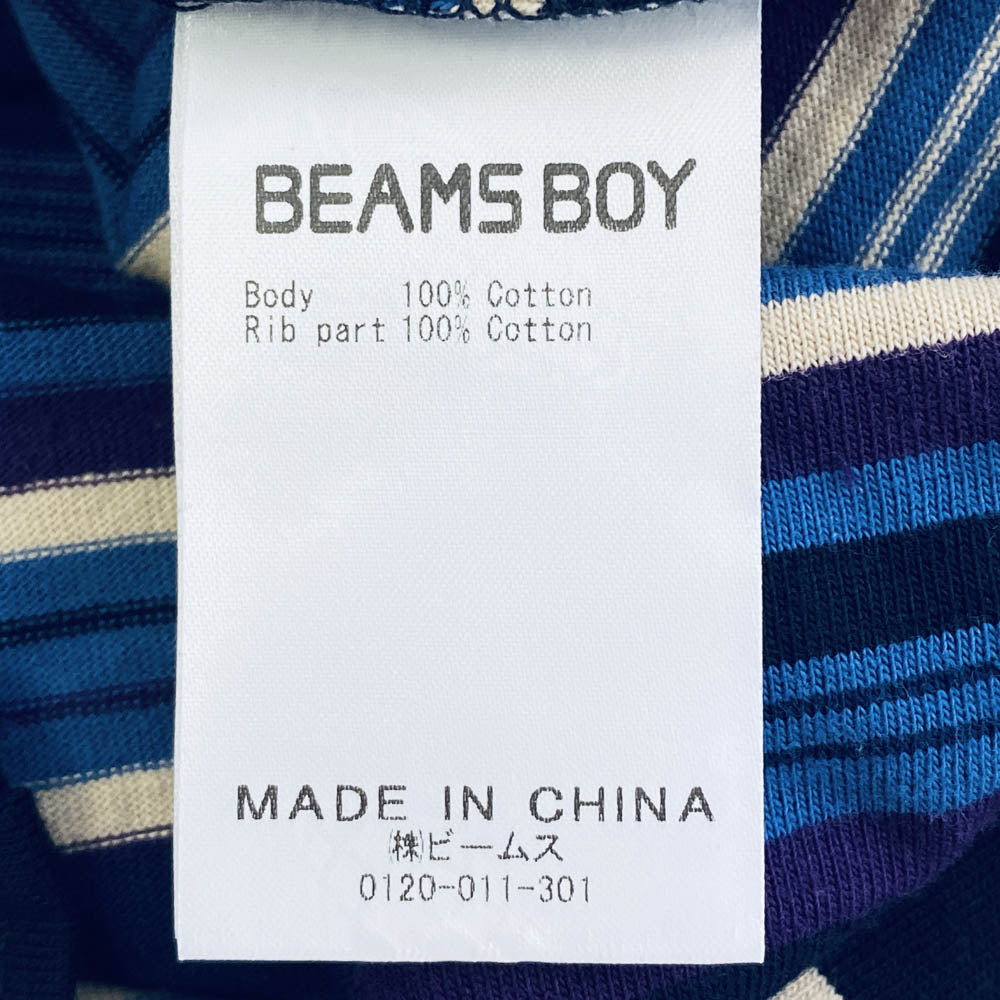 BEAMS BOY
Body 100% Cotton
Rib part 100% Cotton
MADE IN CHINA
㈱ビームス
0120-011-301